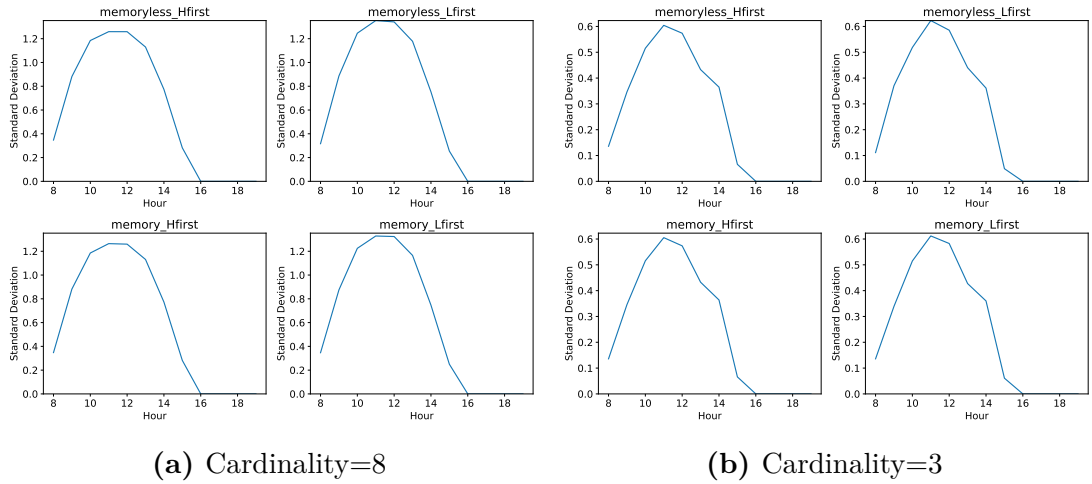 memoryless_Hfirst
Standard Deviation
1.2
1.0
0.8
0.6
0.4
0.2
0.0
8 10 12 14 16 18
Hour
memoryless_Lfirst
Standard Deviation
1.2
1.0
0.8
0.6
0.4
0.2
0.0
8 10 12 14 16 18
Hour
memory_Hfirst
Standard Deviation
1.2
1.0
0.8
0.6
0.4
0.2
0.0
8 10 12 14 16 18
Hour
memory_Lfirst
Standard Deviation
1.2
1.0
0.8
0.6
0.4
0.2
0.0
8 10 12 14 16 18
Hour
(a) Cardinality=8
memoryless_Hfirst
Standard Deviation
0.6
0.5
0.4
0.3
0.2
0.1
0.0
8 10 12 14 16 18
Hour
memoryless_Lfirst
Standard Deviation
0.6
0.5
0.4
0.3
0.2
0.1
0.0
8 10 12 14 16 18
Hour
memory_Hfirst
Standard Deviation
0.6
0.5
0.4
0.3
0.2
0.1
0.0
8 10 12 14 16 18
Hour
memory_Lfirst
Standard Deviation
0.6
0.5
0.4
0.3
0.2
0.1
0.0
8 10 12 14 16 18
Hour
(b) Cardinality=3